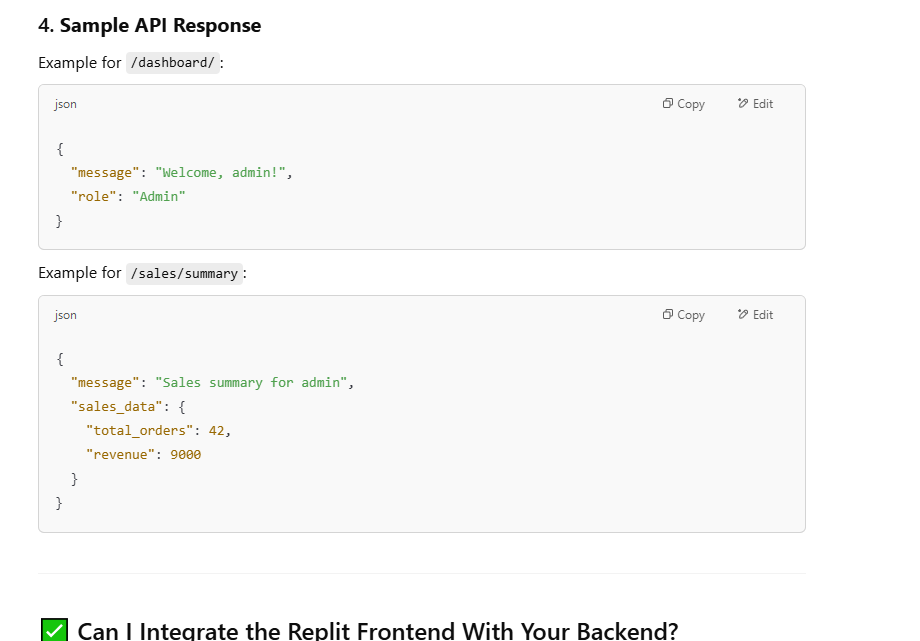 4. Sample API Response
Example for /dashboard/:
json
Copy
Edit
{
"message": "Welcome, admin!",
"role": "Admin"
}
Example for /sales/summary:
json
Copy
Edit
{
"message": "Sales summary for admin",
"sales_data": {
"total_orders": 42,
"revenue": 9000
}
}
✅ Can I Integrate the Replit Frontend With Your Backend?